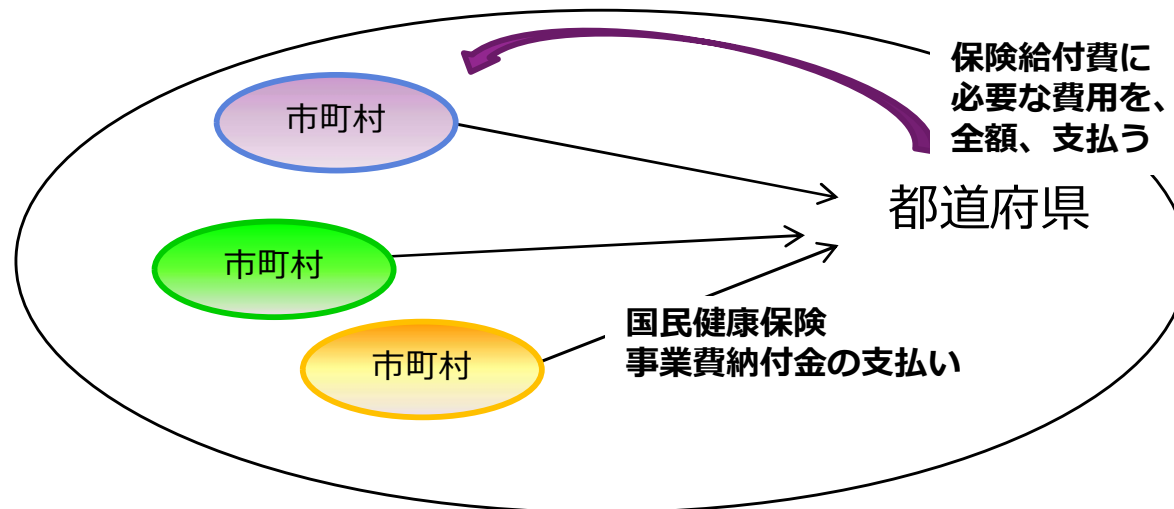 保険給付費に
必要な費用を、
全額、支払う
市町村
都道府県
市町村
国民健康保険
事業費納付金の支払い
市町村